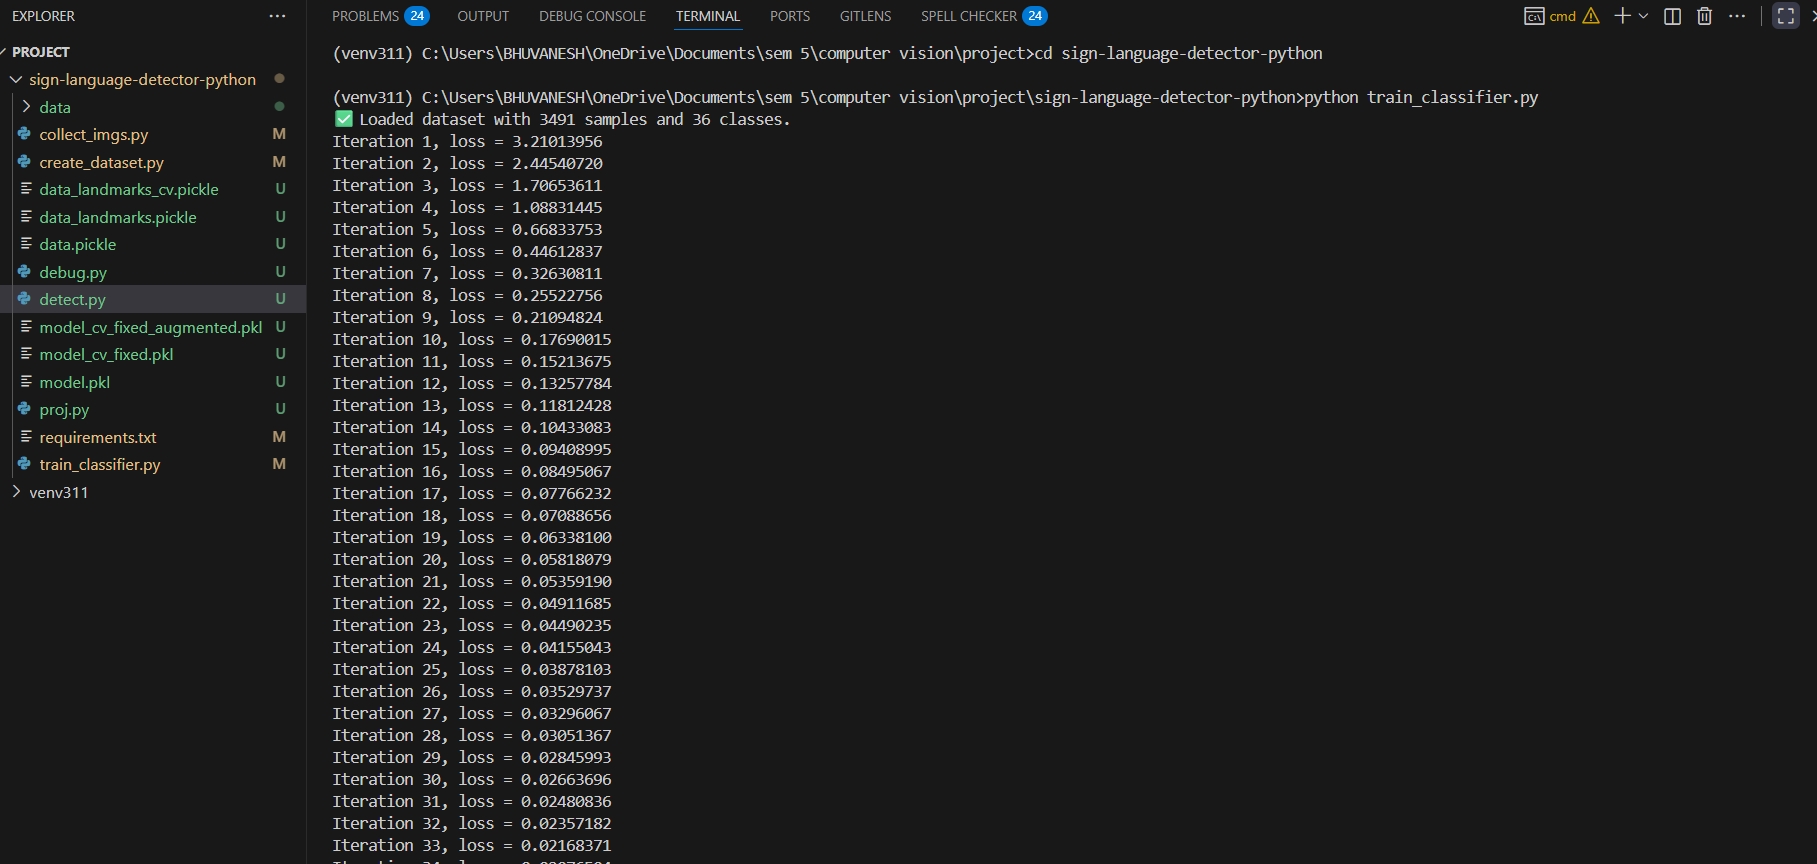 EXPLORER ···
PROJECT
sign-language-detector-python
data
collect_imgs.py M
create_dataset.py M
data_landmarks_cv.pickle U
data_landmarks.pickle U
data.pickle U
debug.py U
detect.py U
model_cv_fixed_augmented.pkl U
model_cv_fixed.pkl U
model.pkl U
proj.py U
requirements.txt M
train_classifier.py M
venv311
PROBLEMS 24 OUTPUT DEBUG CONSOLE TERMINAL PORTS GITLENS SPELL CHECKER 24 cmd
(venv311) C:\Users\BHUVANESH\OneDrive\Documents\sem 5\computer vision\project>cd sign-language-detector-python
(venv311) C:\Users\BHUVANESH\OneDrive\Documents\sem 5\computer vision\project\sign-language-detector-python>python train_classifier.py
✅ Loaded dataset with 3491 samples and 36 classes.
Iteration 1, loss = 3.21013956
Iteration 2, loss = 2.44540720
Iteration 3, loss = 1.70653611
Iteration 4, loss = 1.08831445
Iteration 5, loss = 0.66833753
Iteration 6, loss = 0.44612837
Iteration 7, loss = 0.32630811
Iteration 8, loss = 0.25522756
Iteration 9, loss = 0.21094824
Iteration 10, loss = 0.17690015
Iteration 11, loss = 0.15213675
Iteration 12, loss = 0.13257784
Iteration 13, loss = 0.11812428
Iteration 14, loss = 0.10433083
Iteration 15, loss = 0.09408995
Iteration 16, loss = 0.08495067
Iteration 17, loss = 0.07766232
Iteration 18, loss = 0.07088656
Iteration 19, loss = 0.06338100
Iteration 20, loss = 0.05818079
Iteration 21, loss = 0.05359190
Iteration 22, loss = 0.04911685
Iteration 23, loss = 0.04490235
Iteration 24, loss = 0.04155043
Iteration 25, loss = 0.03878103
Iteration 26, loss = 0.03529737
Iteration 27, loss = 0.03296067
Iteration 28, loss = 0.03051367
Iteration 29, loss = 0.02845993
Iteration 30, loss = 0.02663696
Iteration 31, loss = 0.02480836
Iteration 32, loss = 0.02357182
Iteration 33, loss = 0.02168371